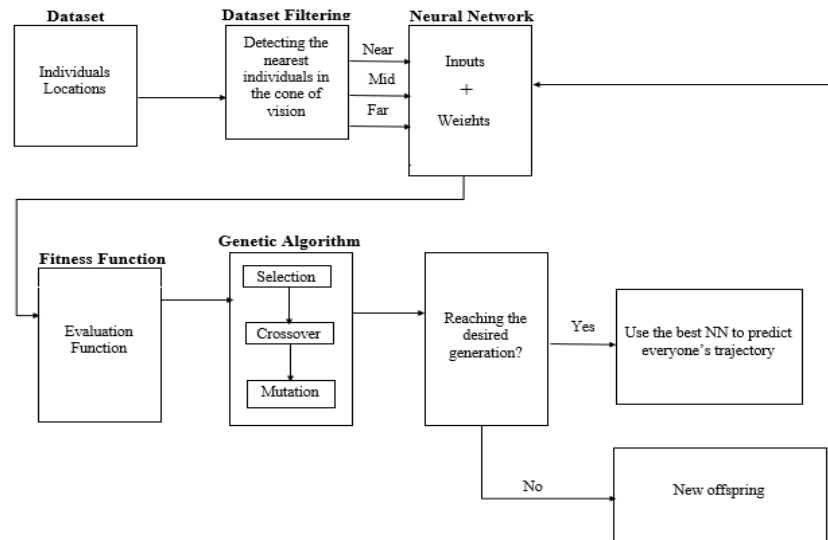 Dataset
Individuals
Locations
Dataset Filtering
Detecting the
nearest
individuals in
the cone of
vision
Near
Mid
Far
Neural Network
Inputs
+
Weights
Fitness Function
Evaluation
Function
Genetic Algorithm
Selection
Crossover
Mutation
Reaching the
desired
generation?
Yes
Use the best NN to predict
everyone’s trajectory
No
New offspring